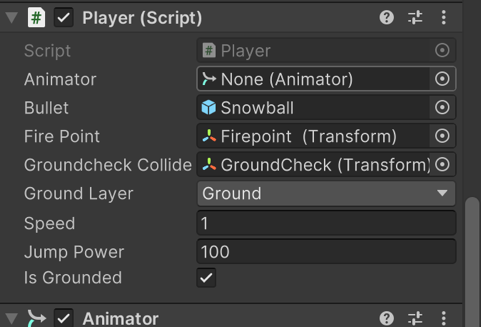 Player (Script)
Script Player
Animator None (Animator)
Bullet Snowball
Fire Point Firepoint (Transform)
Groundcheck Collide GroundCheck (Transform)
Ground Layer Ground
Speed 1
Jump Power 100
Is Grounded
Animator